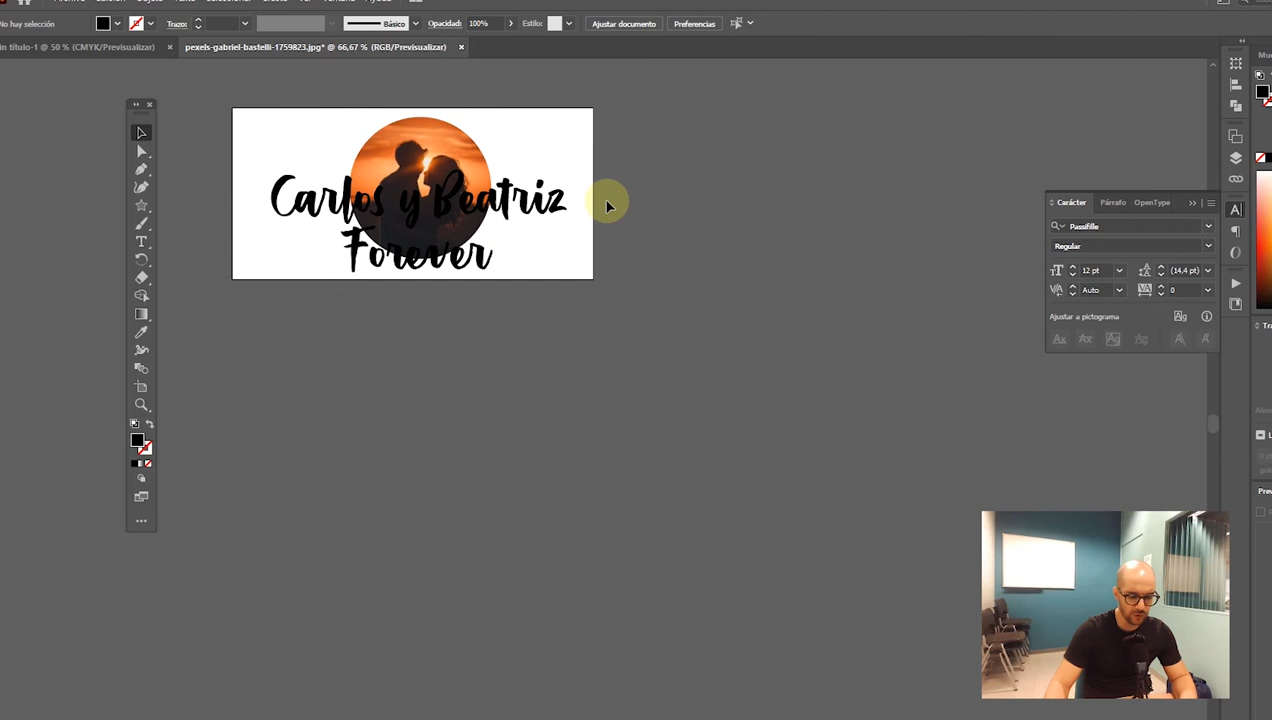 No hay selección
Trazo:
Básico
Opacidad:
100%
Estilo:
Ajustar documento
Preferencias
in título-1 @ 50 % (CMYK/Previsualizar)
pexels-gabriel-bastelli-1759823.jpg* @ 66,67 % (RGB/Previsualizar)
Carlos y Beatriz
Forever
Carácter
Párrafo
OpenType
Passifille
Regular
12 pt
(14,4 pt)
Auto
0
Ajustar a pictograma